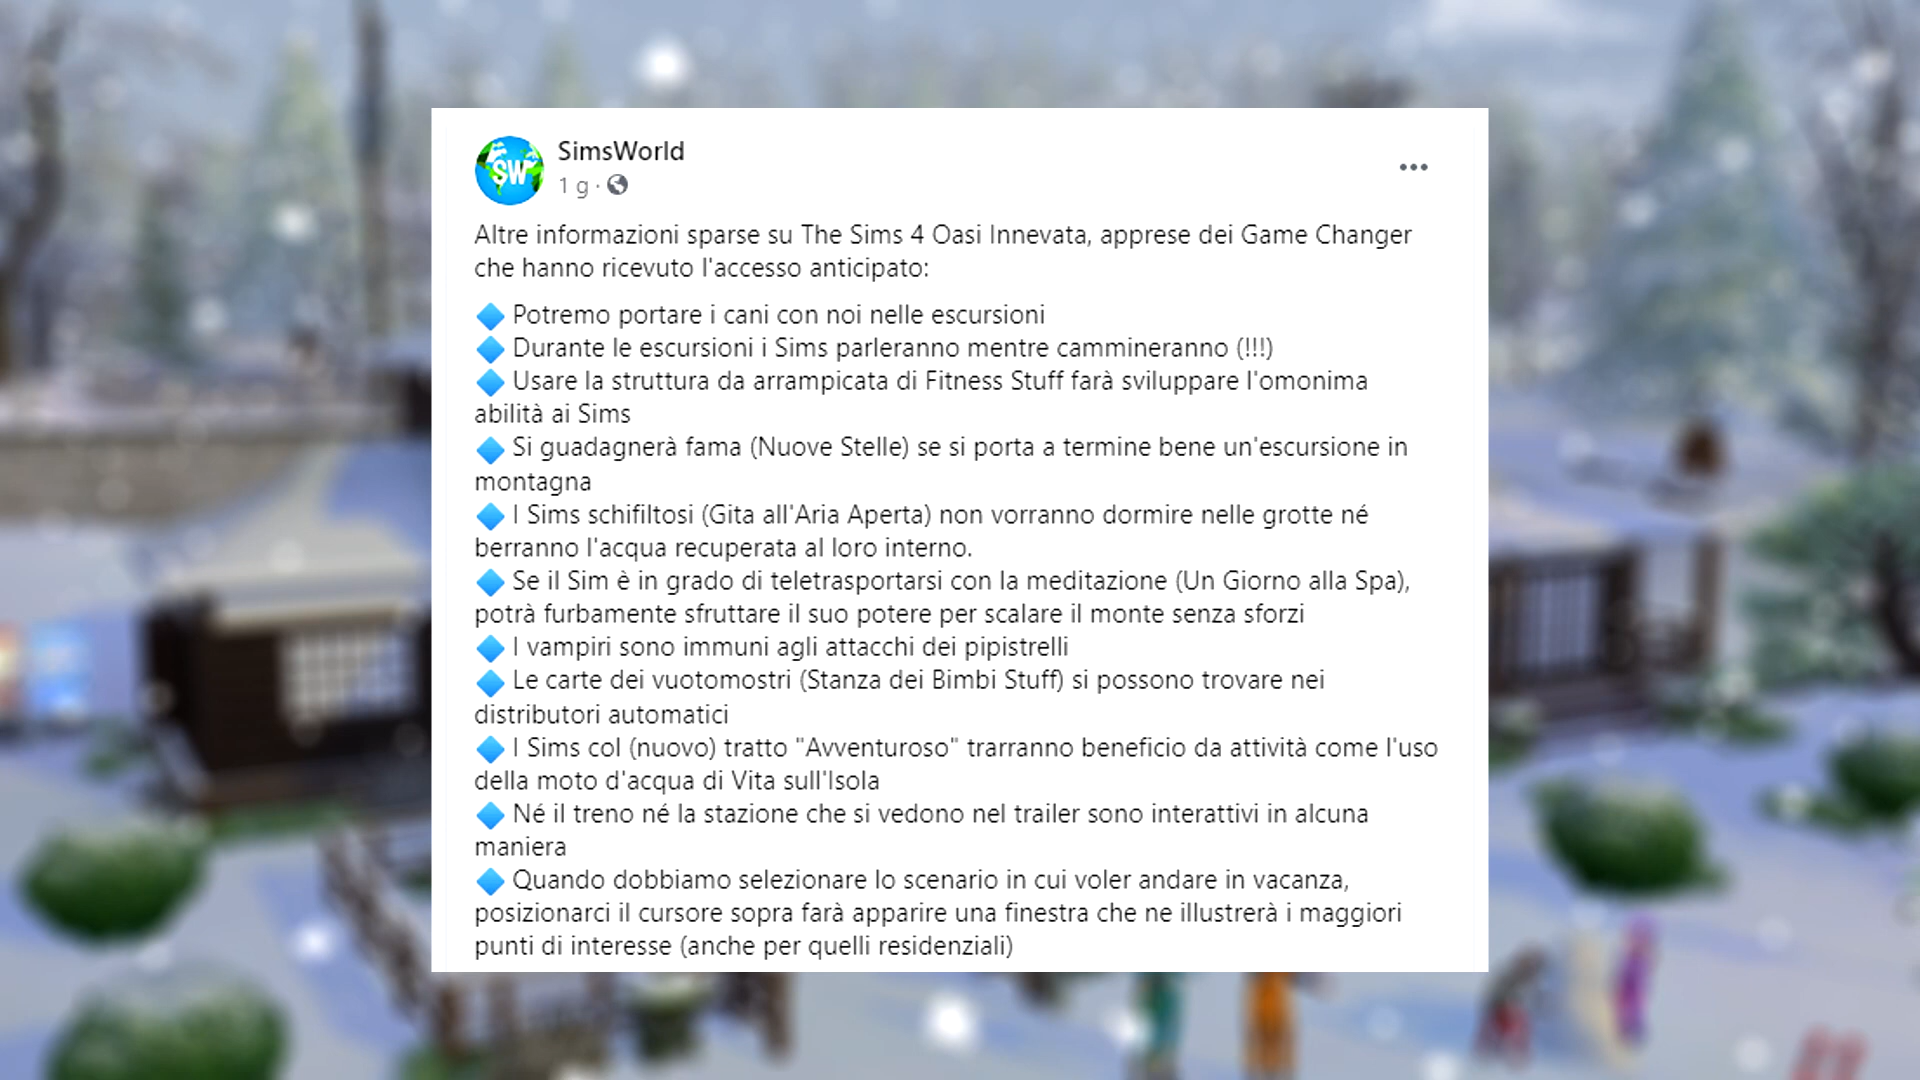 SW
SimsWorld
1 g ·
Altre informazioni sparse su The Sims 4 Oasi Innevata, apprese dei Game Changer
che hanno ricevuto l'accesso anticipato:
🔷 Potremo portare i cani con noi nelle escursioni
🔷 Durante le escursioni i Sims parleranno mentre cammineranno (!!!)
🔷 Usare la struttura da arrampicata di Fitness Stuff farà sviluppare l'omonima
abilità ai Sims
🔷 Si guadagnerà fama (Nuove Stelle) se si porta a termine bene un'escursione in
montagna
🔷 I Sims schifiltosi (Gita all'Aria Aperta) non vorranno dormire nelle grotte né
berranno l'acqua recuperata al loro interno.
🔷 Se il Sim è in grado di teletrasportarsi con la meditazione (Un Giorno alla Spa),
potrà furbamente sfruttare il suo potere per scalare il monte senza sforzi
🔷 I vampiri sono immuni agli attacchi dei pipistrelli
🔷 Le carte dei vuotomostri (Stanza dei Bimbi Stuff) si possono trovare nei
distributori automatici
🔷 I Sims col (nuovo) tratto "Avventuroso" trarranno beneficio da attività come l'uso
della moto d'acqua di Vita sull'Isola
🔷 Né il treno né la stazione che si vedono nel trailer sono interattivi in alcuna
maniera
🔷 Quando dobbiamo selezionare lo scenario in cui voler andare in vacanza,
posizionarci il cursore sopra farà apparire una finestra che ne illustrerà i maggiori
punti di interesse (anche per quelli residenziali)